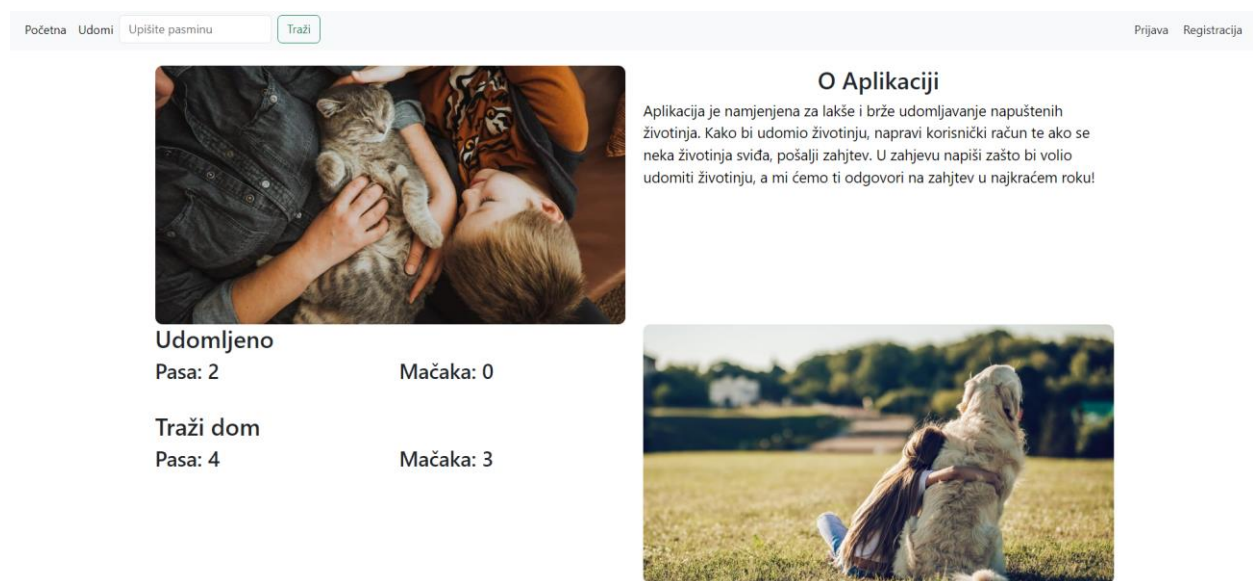 Početna Udomi Upišite pasminu Traži Prijava Registracija
O Aplikaciji
Aplikacija je namjenjena za lakše i brže udomljavanje napuštenih
životinja. Kako bi udomio životinju, napravi korisnički račun te ako se
neka životinja sviđa, pošalji zahtjev. U zahjevu napiši zašto bi volio
udomiti životinju, a mi ćemo ti odgovori na zahjtev u najkraćem roku!
Udomljeno
Pasa: 2 Mačaka: 0
Traži dom
Pasa: 4 Mačaka: 3